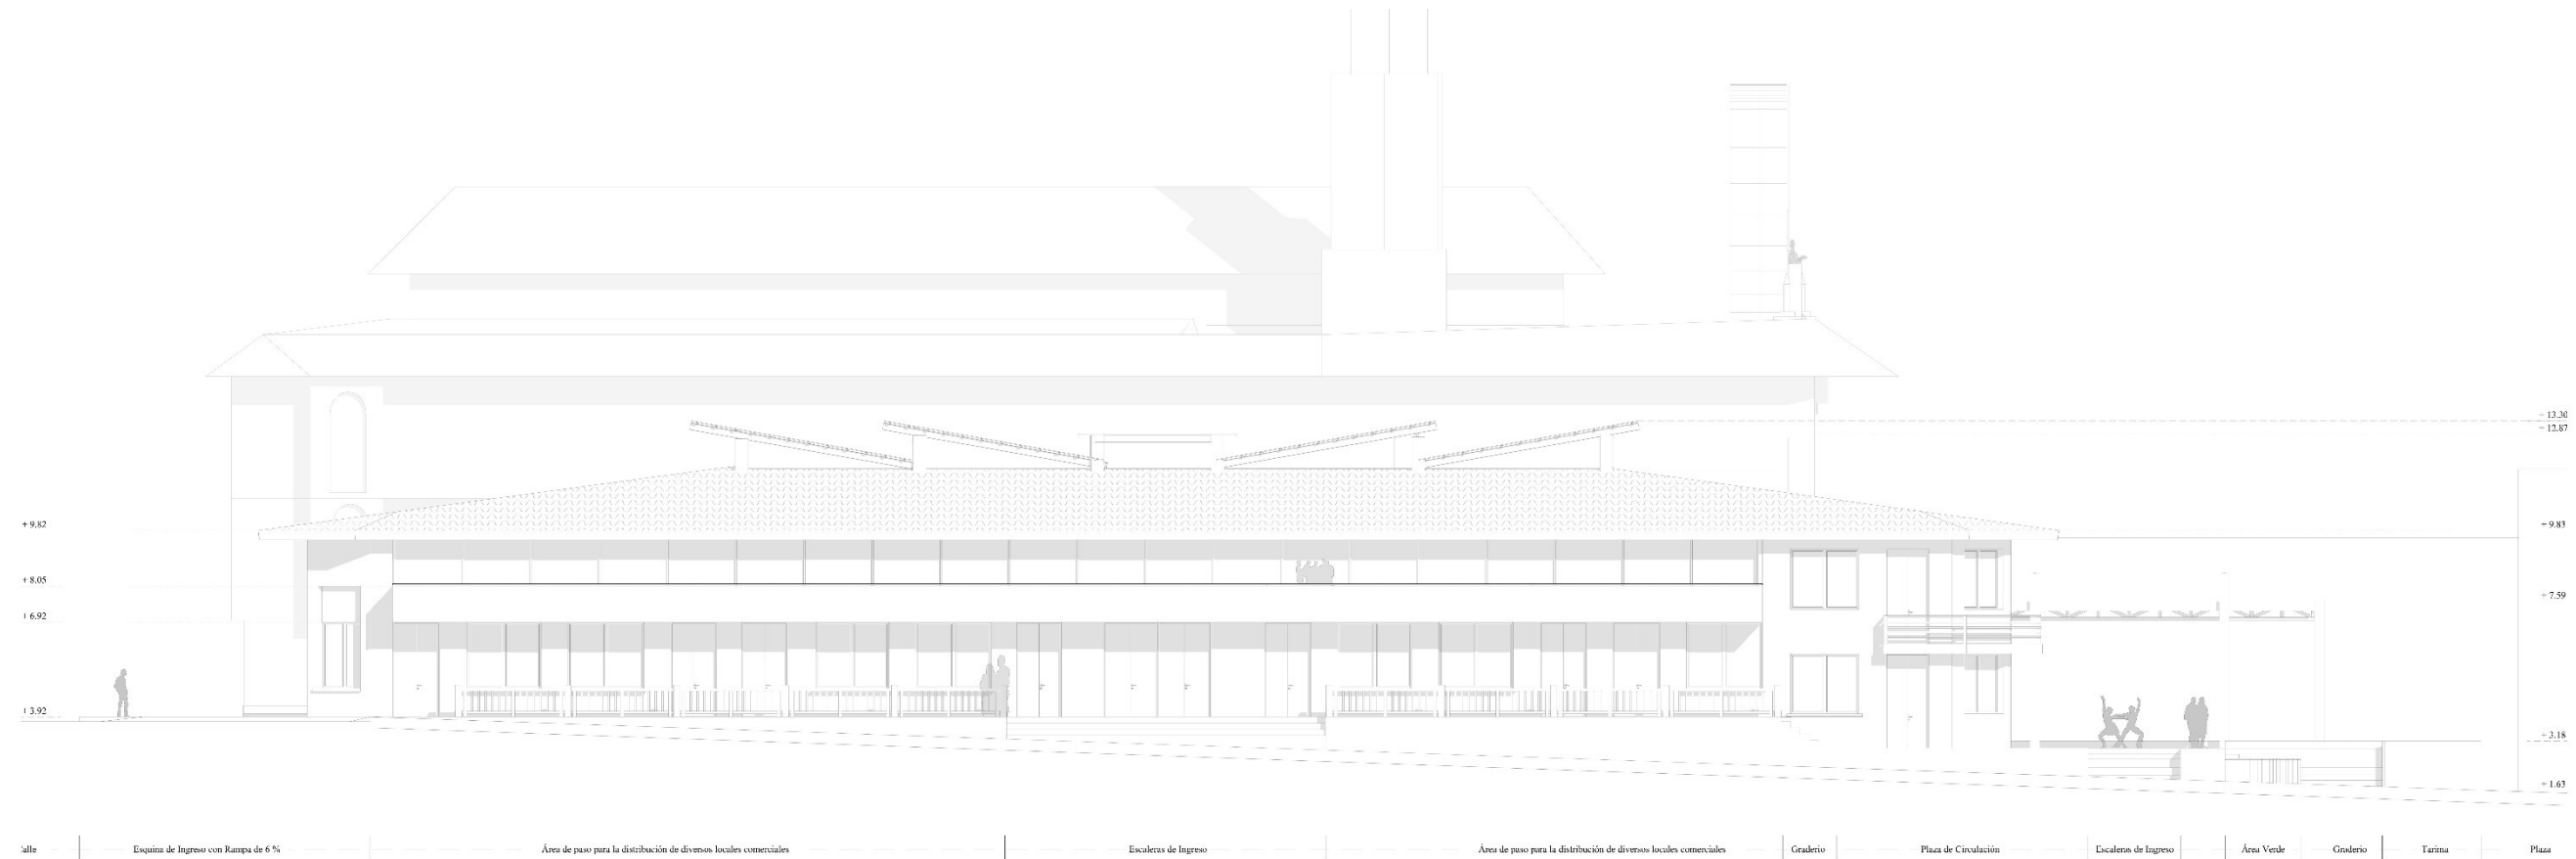 + 13.30
+ 12.87
+ 9.82
+ 9.83
+ 8.05
+ 7.59
+ 6.92
+ 3.92
+ 3.18
+ 1.63
alle
Esquina de Ingreso con Rampa de 6 %
Área de paso para la distribución de diversos locales comerciales
Escaleras de Ingreso
Área de paso para la distribución de diversos locales comerciales
Graderio
Plaza de Circulación
Escaleras de Ingreso
Área Verde
Graderio
Tarima
Plaza